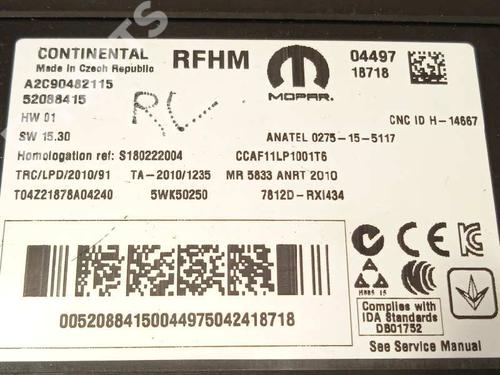 CONTINENTAL RFHM 04497
Made in Czech Republic 18718
A2C90482115 MOPAR
52088415 RL
HW 01 CNC ID H-14667
SW 15.30 ANATEL 0275-15-5117
Homologation ref: S180222004 CCAF11LP1001T6
TRC/LPD/2010/91 TA-2010/1235 MR 5833 ANRT 2010
T04Z21878A04240 5WK50250 7812D-RXI434
Complies with
IDA Standards
DB01752
00520884150044975042418718
See Service Manual